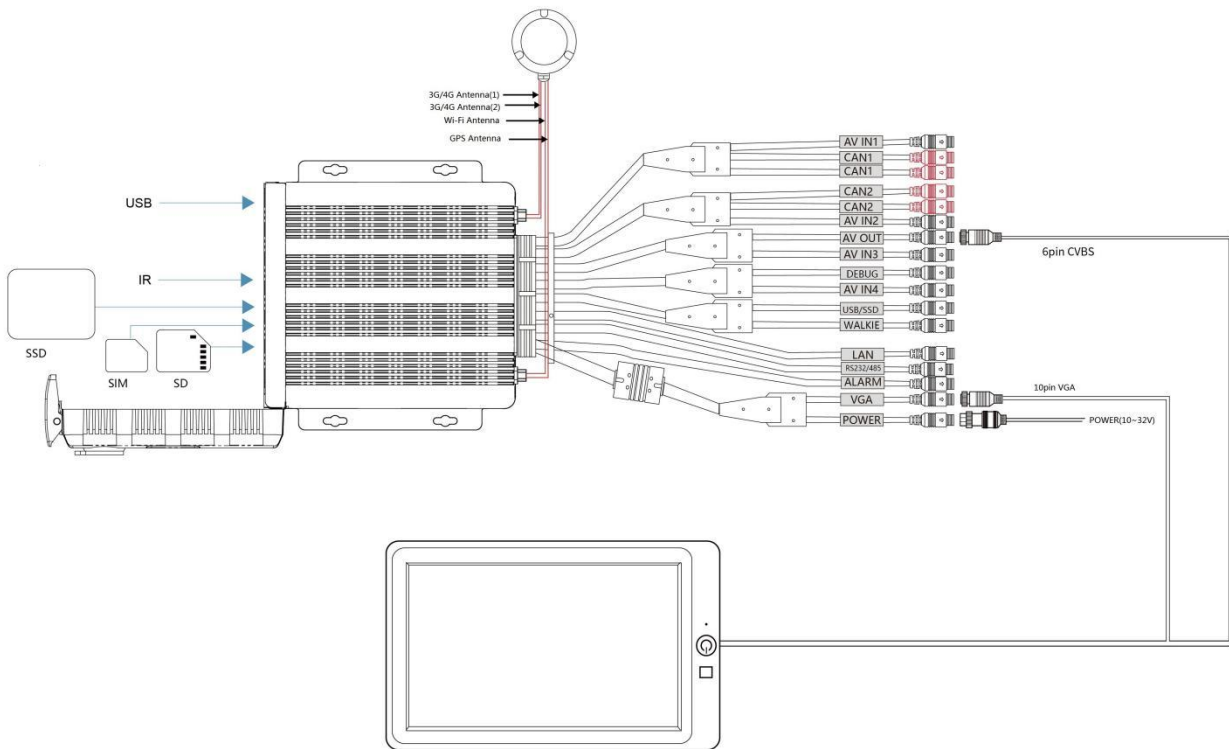 3G/4G Antenna(1)
3G/4G Antenna(2)
Wi-Fi Antenna
GPS Antenna
USB
IR
SSD
SIM
SD
AV IN1
CAN1
CAN1
CAN2
CAN2
AV IN2
AV OUT
AV IN3
DEBUG
AV IN4
USB/SSD
WALKIE
LAN
RS232/485
ALARM
VGA
POWER
6pin CVBS
10pin VGA
POWER(10~32V)